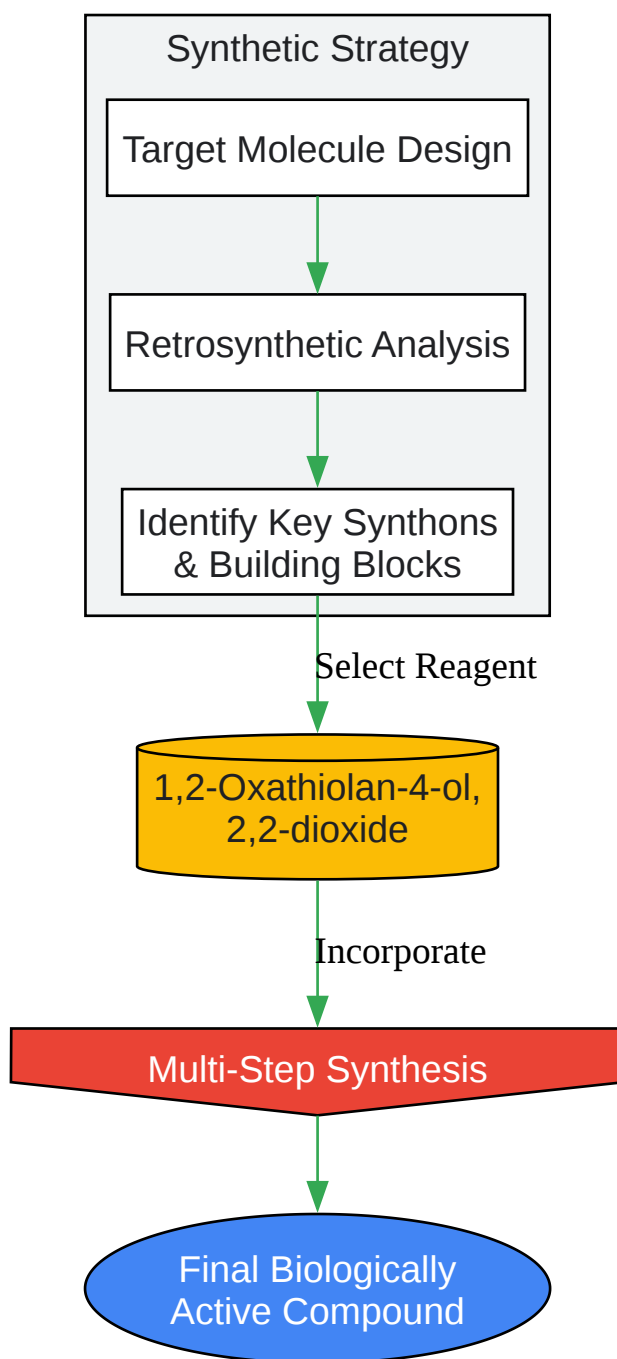 Synthetic Strategy
Target Molecule Design
Retrosynthetic Analysis
Identify Key Synthons
& Building Blocks
Select Reagent
1,2-Oxathiolan-4-ol,
2,2-dioxide
Incorporate
Multi-Step Synthesis
Final Biologically
Active Compound